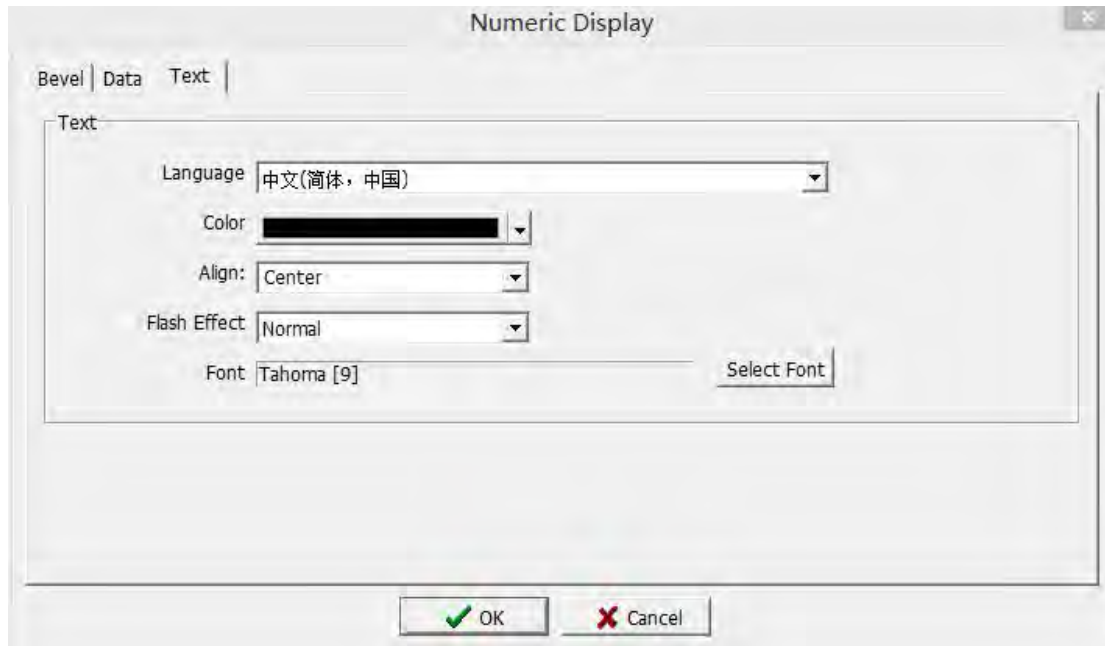 Numeric Display
Bevel Data Text
Text
Language 中文(简体，中国)
Color
Align: Center
Flash Effect Normal
Font Tahoma [9] Select Font
OK Cancel